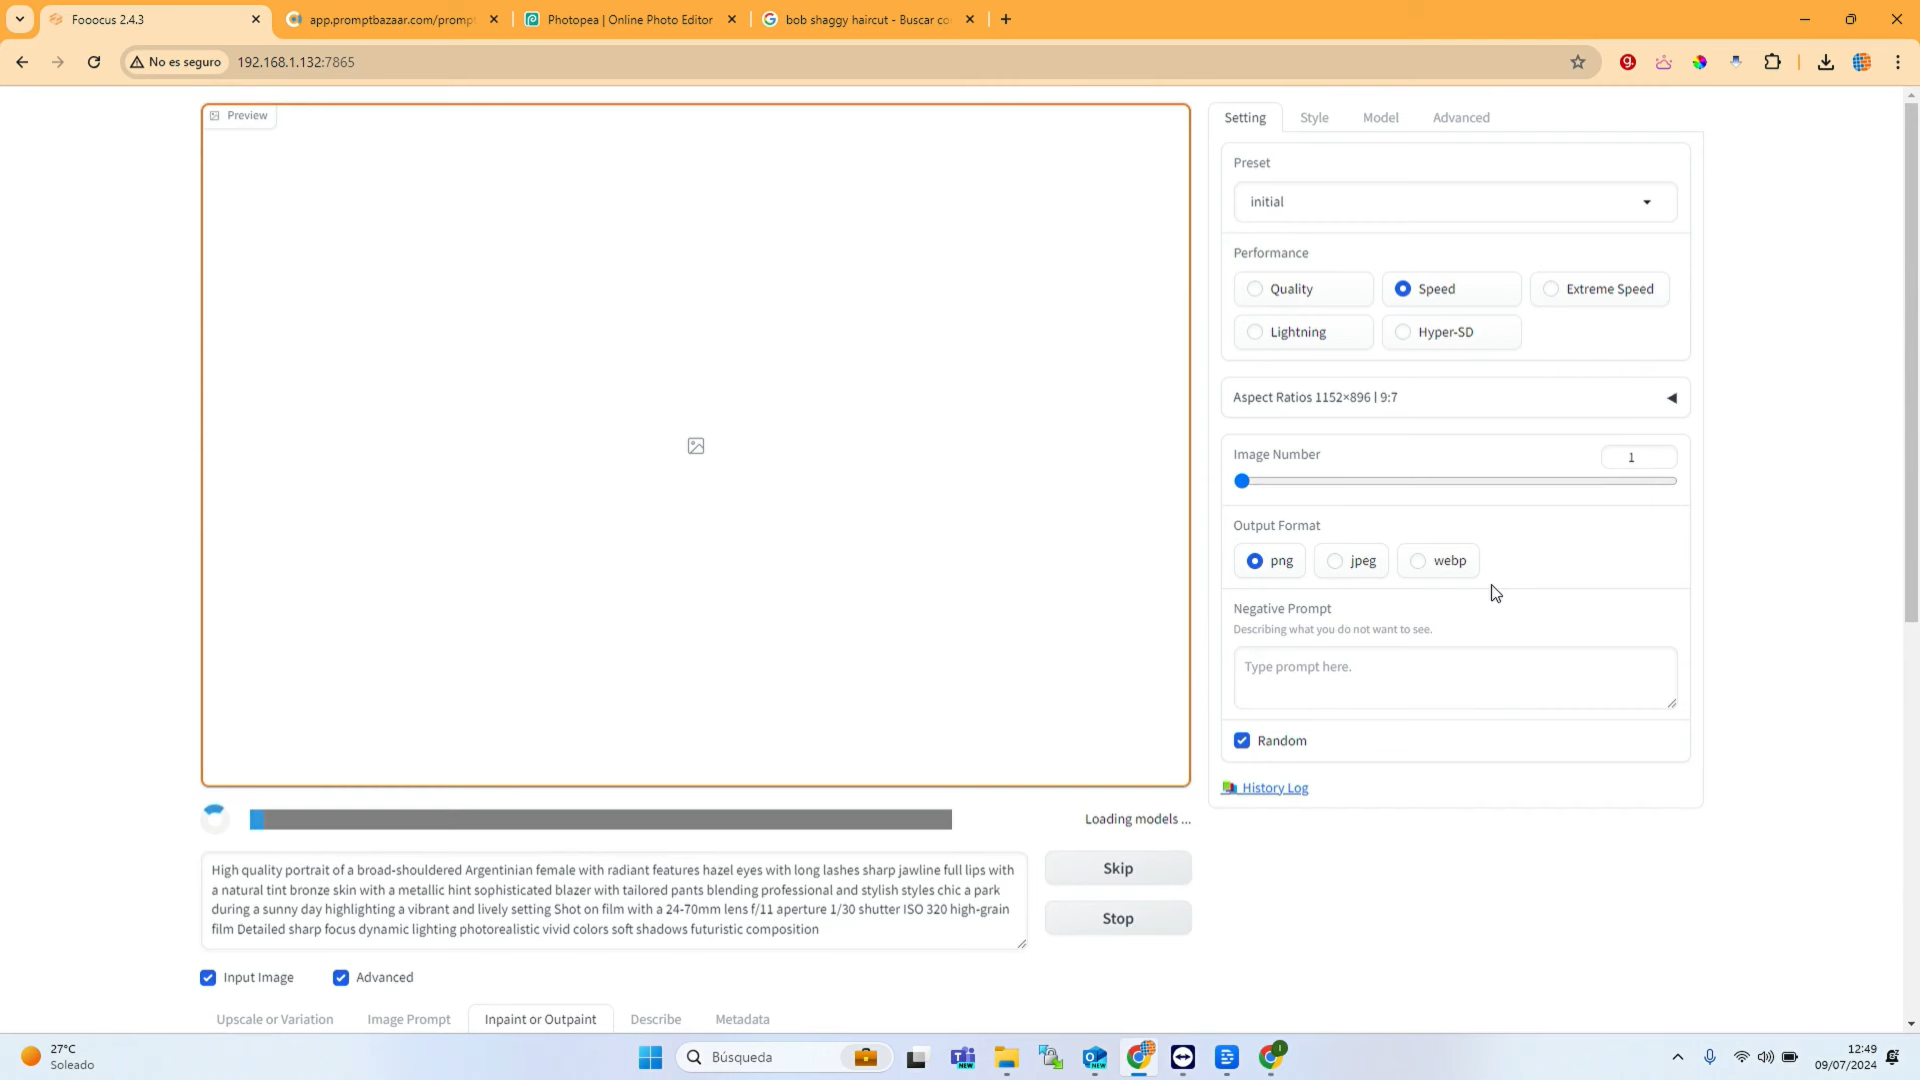 Fooocus 2.4.3
app.promptbazaar.com/promp
Photopea | Online Photo Editor
bob shaggy haircut - Buscar co
No es seguro
192.168.1.132:7865
Preview
Setting
Style
Model
Advanced
Preset
initial
Performance
Quality
Speed
Extreme Speed
Lightning
Hyper-SD
Aspect Ratios 1152×896 | 9:7
Image Number
1
Output Format
png
jpeg
webp
Negative Prompt
Describing what you do not want to see.
Type prompt here.
Random
History Log
Loading models ...
High quality portrait of a broad-shouldered Argentinian female with radiant features hazel eyes with long lashes sharp jawline full lips with
a natural tint bronze skin with a metallic hint sophisticated blazer with tailored pants blending professional and stylish styles chic a park
during a sunny day highlighting a vibrant and lively setting Shot on film with a 24-70mm lens f/11 aperture 1/30 shutter ISO 320 high-grain
film Detailed sharp focus dynamic lighting photorealistic vivid colors soft shadows futuristic composition
Skip
Stop
Input Image
Advanced
Upscale or Variation
Image Prompt
Inpaint or Outpaint
Describe
Metadata
27°C
Soleado
Búsqueda
NEW
NEW
12:49
09/07/2024